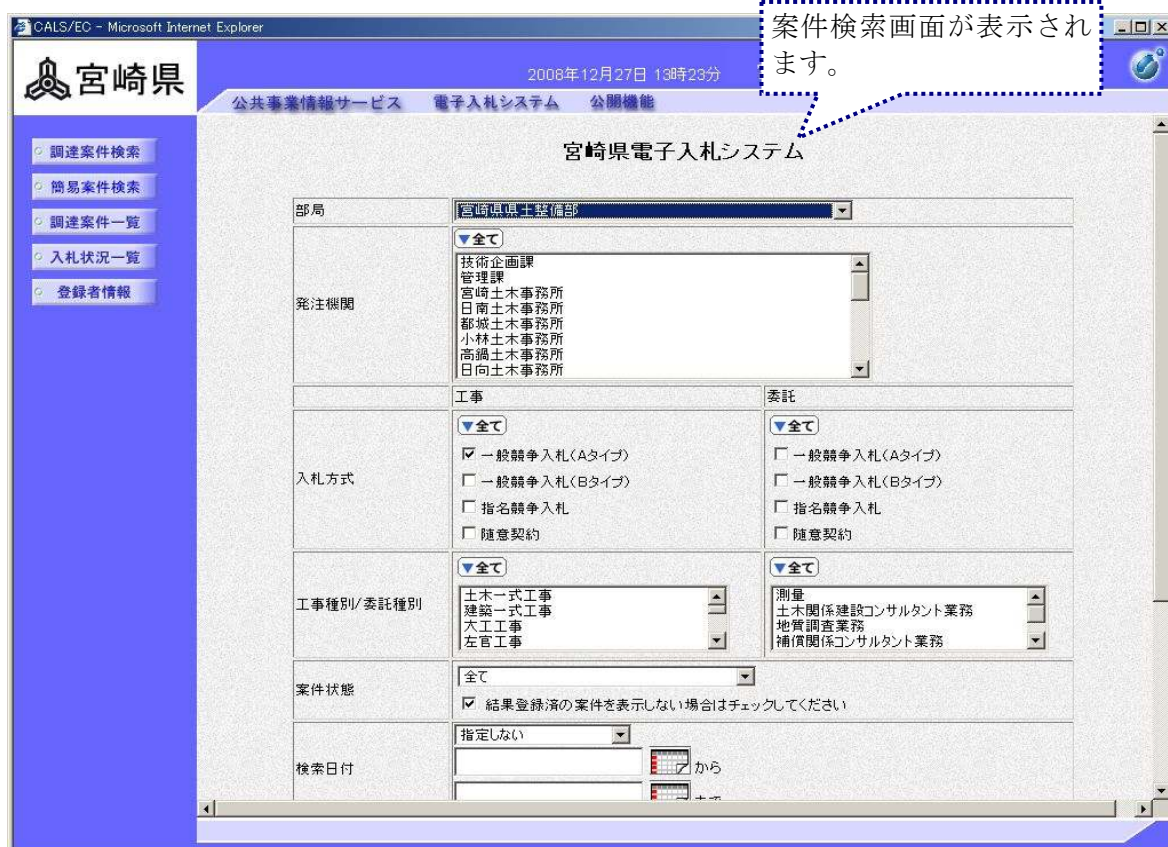 CALS/EC - Microsoft Internet Explorer
案件検索画面が表示され
ます。
宮崎県
2008年12月27日 13時23分
公共事業情報サービス 電子入札システム 公開機能
調達案件検索
簡易案件検索
調達案件一覧
入札状況一覧
登録者情報
宮崎県電子入札システム
部局
宮崎県県土整備部
発注機関
▼全て
技術企画課
管理課
宮崎土木事務所
日南土木事務所
都城土木事務所
小林土木事務所
高鍋土木事務所
日向土木事務所
工事 委託
入札方式
▼全て ▼全て
一般競争入札(Aタイプ) 一般競争入札(Aタイプ)
一般競争入札(Bタイプ) 一般競争入札(Bタイプ)
指名競争入札 指名競争入札
随意契約 随意契約
工事種別/委託種別
▼全て ▼全て
土木一式工事 測量
建築一式工事 土木関係建設コンサルタント業務
大工工事 地質調査業務
左官工事 補償関係コンサルタント業務
案件状態
全て
結果登録済の案件を表示しない場合はチェックしてください
検索日付
指定しない
から